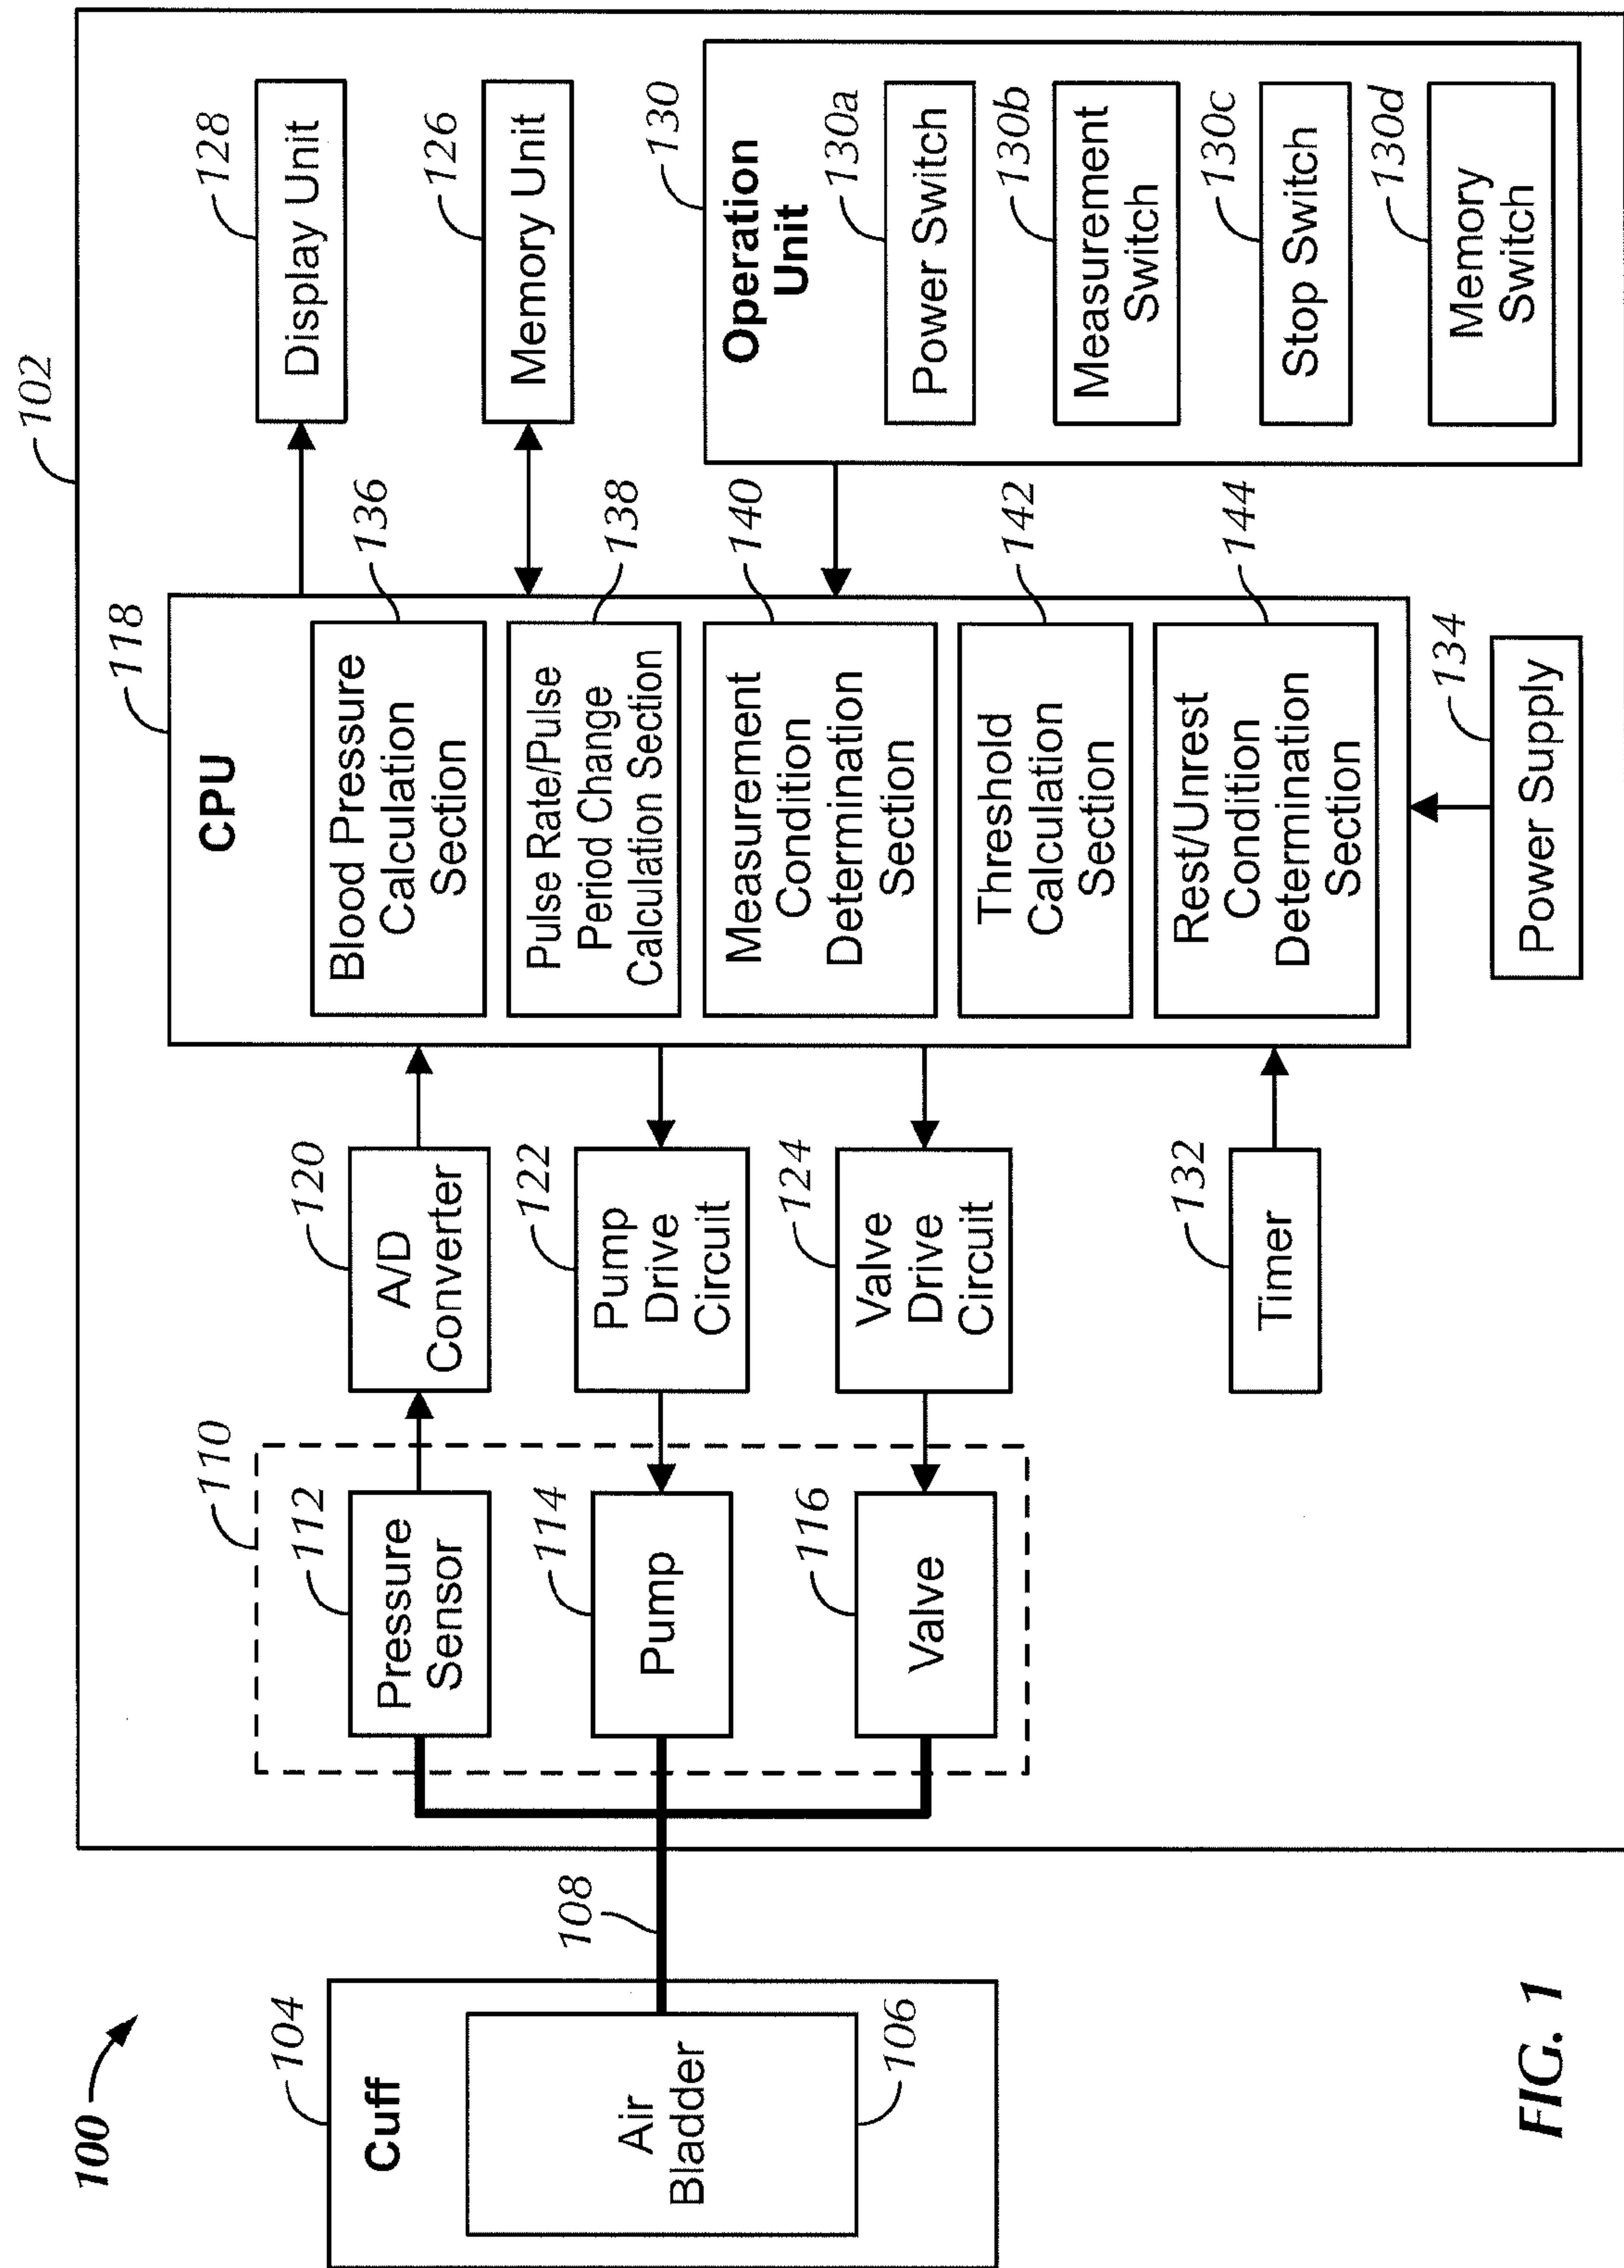 100
102
104
Cuff
Air
Bladder
106
108
110
112
Pressure
Sensor
114
Pump
116
Valve
120
A/D
Converter
122
Pump
Drive
Circuit
124
Valve
Drive
Circuit
132
Timer
118
CPU
136
Blood Pressure
Calculation
Section
138
Pulse Rate/Pulse
Period Change
Calculation Section
140
Measurement
Condition
Determination
Section
142
Threshold
Calculation
Section
144
Rest/Unrest
Condition
Determination
Section
134
Power Supply
128
Display Unit
126
Memory Unit
130
Operation
Unit
130a
Power Switch
130b
Measurement
Switch
130c
Stop Switch
130d
Memory
Switch
FIG. 1